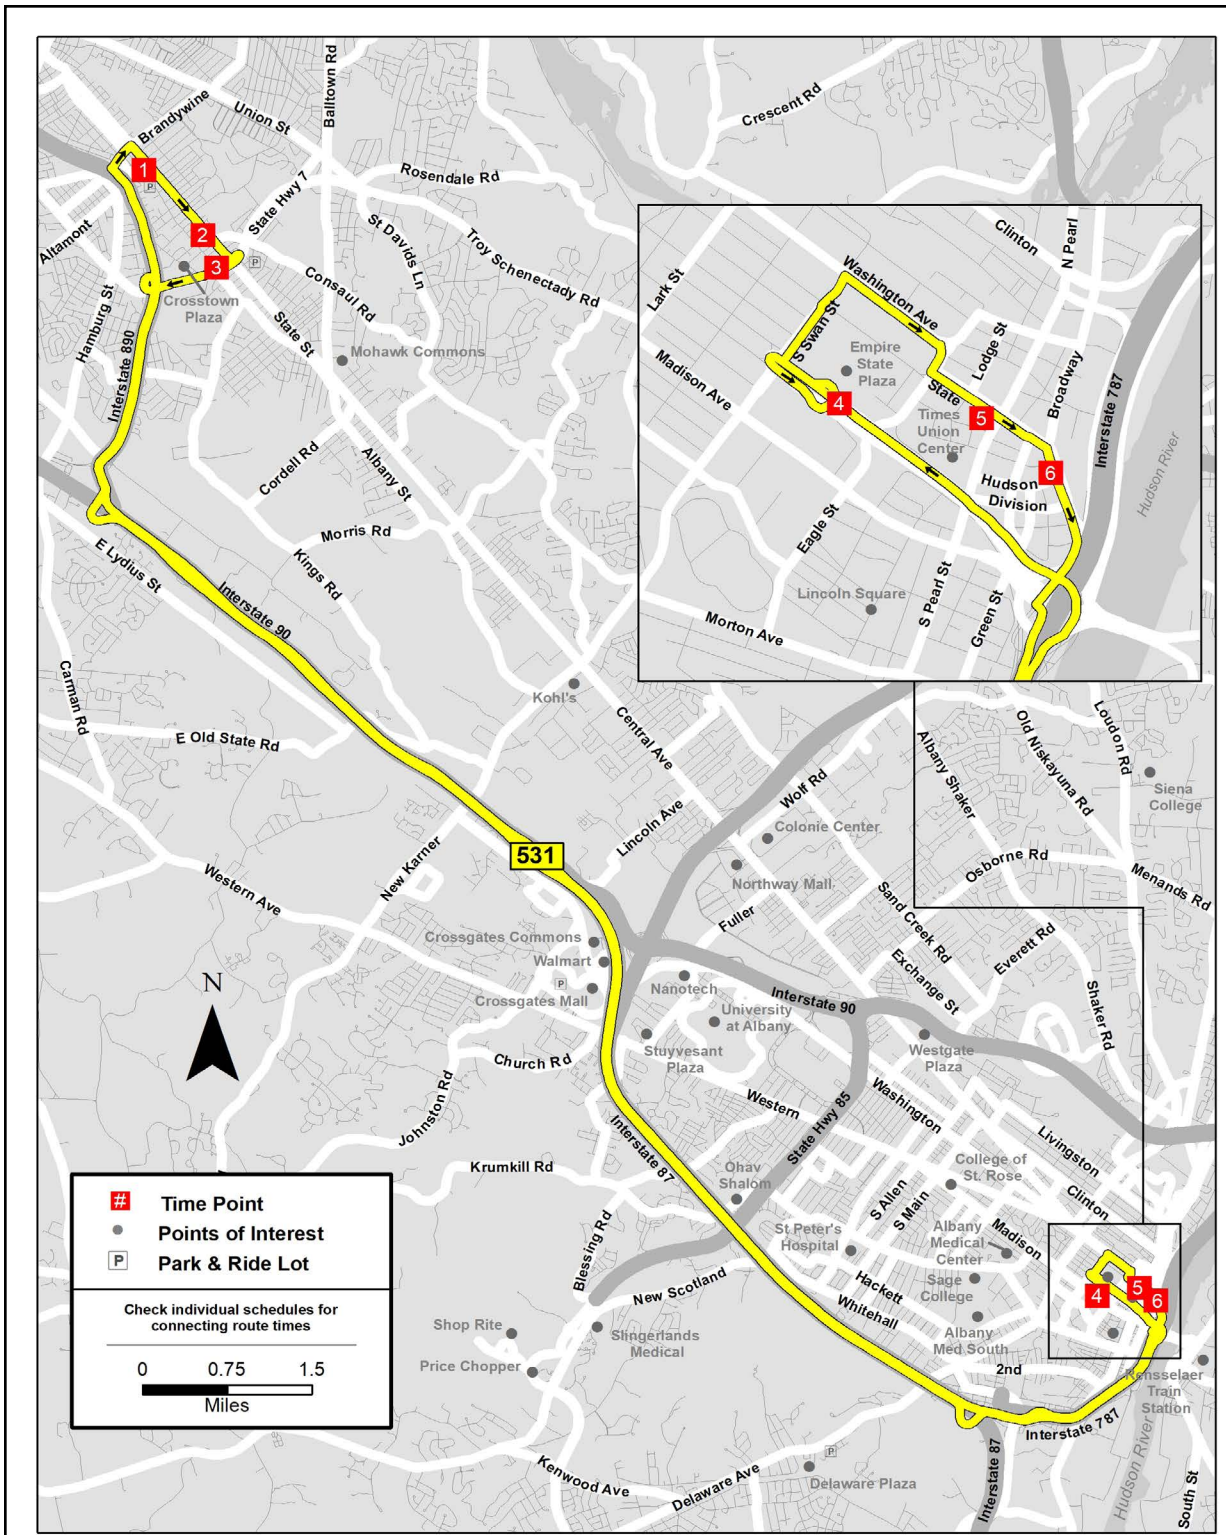 Brandywine
Union St
Balltown Rd
Crescent Rd
1
P
Rosendale Rd
State Hwy 7
Altamont
2
St Davids Ln
Troy Schenectady Rd
3
P
Consaul Rd
Crosstown
Plaza
Hamburg St
State St
Interstate 890
Mohawk Commons
Cordell Rd
Albany St
Morris Rd
E Lydius St
Kings Rd
Interstate 90
Clinton
N Pearl
Washington Ave
Lark St
S Swan St
Lodge St
Empire
State
Plaza
Madison Ave
Broadway
Interstate 787
State
4
5
Times
Union
Center
6
Hudson
Division
Hudson River
Eagle St
Lincoln Square
S Pearl St
Green St
Morton Ave
Carman Rd
Kohl's
E Old State Rd
Central Ave
Loudon Rd
Old Niskayuna Rd
Albany Shaker
Siena
College
Wolf Rd
Lincoln Ave
Colonie Center
531
Osborne Rd
Northway Mall
Menands Rd
New Karner
Western Ave
Fuller
Sand Creek Rd
Crossgates Commons
Everett Rd
Walmart
Exchange St
P
Crossgates Mall
Nanotech
Interstate 90
University
at Albany
Shaker Rd
N
Stuyvesant
Plaza
Westgate
Plaza
Church Rd
Johnston Rd
Western
Washington
State Hwy 85
Interstate 87
Livingston
Krumkill Rd
Ohav
Shalom
College of
St. Rose
Clinton
S Allen
S Main
Madison
St Peter's
Hospital
Albany
Medical
Center
Blessing Rd
New Scotland
Hackett
Sage
College
4
5
6
Whitehall
Shop Rite
Slingerlands
Medical
Albany
Med South
Price Chopper
2nd
Rensselaer
Train
Station
Interstate 787
Hudson River
P
Kenwood Ave
Delaware Ave
Delaware Plaza
Interstate 87
South St
# Time Point
Points of Interest
P Park & Ride Lot
Check individual schedules for
connecting route times
0 0.75 1.5
Miles